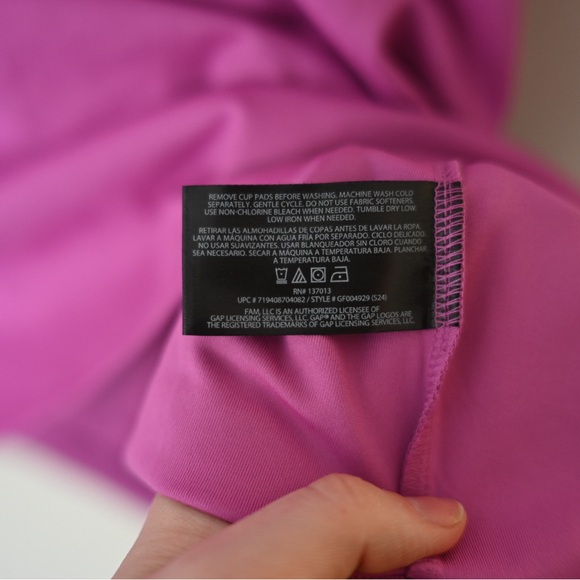 REMOVE CUP PADS BEFORE WASHING. MACHINE WASH COLD
SEPARATELY. GENTLE CYCLE. DO NOT USE FABRIC SOFTENERS.
USE NON-CHLORINE BLEACH WHEN NEEDED. TUMBLE DRY LOW.
LOW IRON WHEN NEEDED.
RETIRAR LAS ALMOHADILLAS DE COPAS ANTES DE LAVAR LA ROPA.
LAVAR A MÁQUINA CON AGUA FRÍA POR SEPARADO. CICLO DELICADO.
NO USAR SUAVIZANTES. USAR BLANQUEADOR SIN CLORO CUANDO
SEA NECESARIO. SECAR A MÁQUINA A TEMPERATURA BAJA. PLANCHAR
A TEMPERATURA BAJA.
RN# 137013
UPC # 719408704082 / STYLE # GF004929 (S24)
FAM, LLC IS AN AUTHORIZED LICENSEE OF
GAP LICENSING SERVICES, LLC. GAP® AND THE GAP LOGOS ARE
THE REGISTERED TRADEMARKS OF GAP LICENSING SERVICES, LLC.